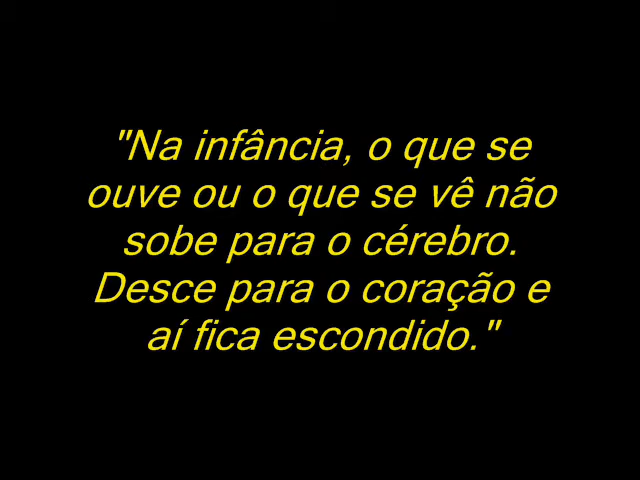 "Na infância, o que se
ouve ou o que se vê não
sobe para o cérebro.
Desce para o coração e
aí fica escondido."